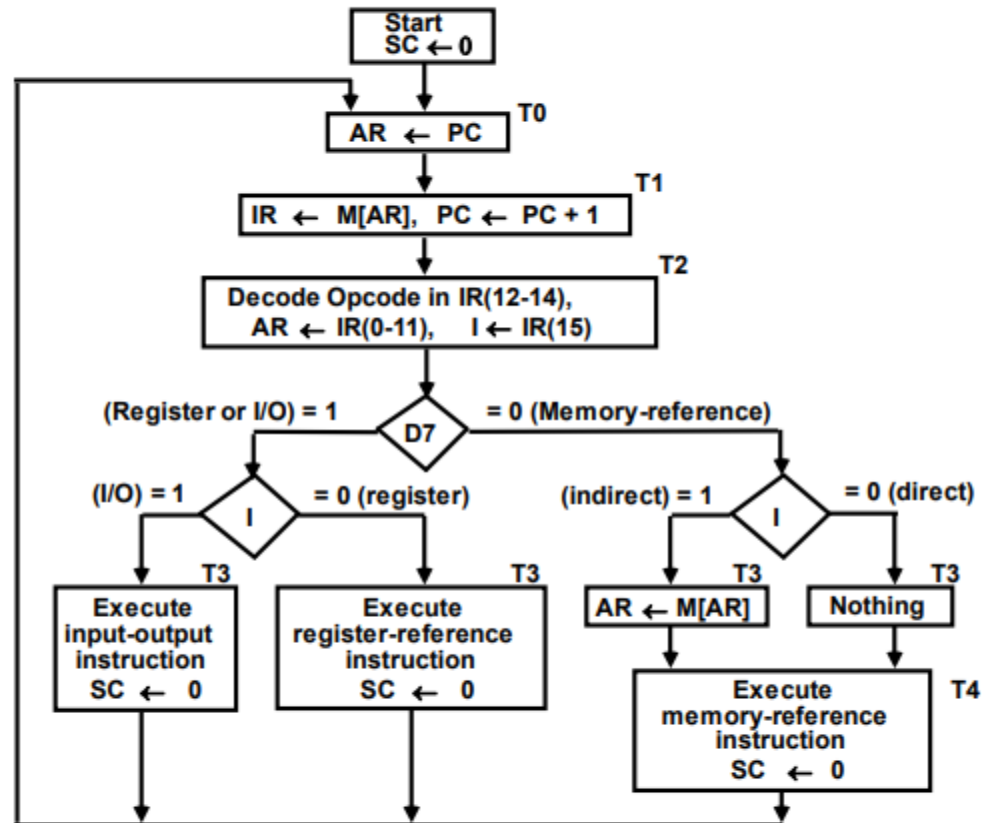 Start
SC ← 0
T0
AR ← PC
T1
IR ← M[AR], PC ← PC + 1
T2
Decode Opcode in IR(12-14),
AR ← IR(0-11), I ← IR(15)
(Register or I/O) = 1
D7
= 0 (Memory-reference)
(I/O) = 1
I
= 0 (register)
(indirect) = 1
I
= 0 (direct)
T3
Execute
input-output
instruction
SC ← 0
T3
Execute
register-reference
instruction
SC ← 0
T3
AR ← M[AR]
T3
Nothing
T4
Execute
memory-reference
instruction
SC ← 0